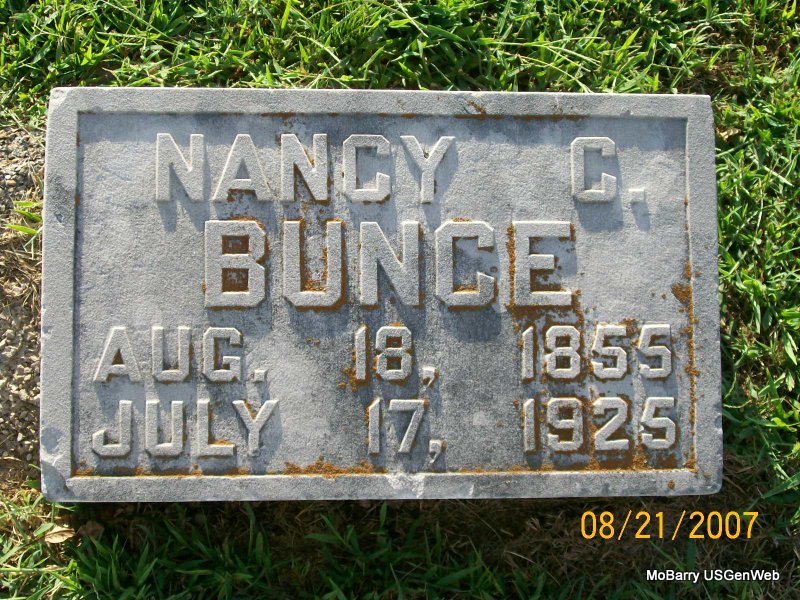 NANCY C.
BUNCE
AUG. 18, 1855
JULY 17, 1925
08/21/2007
MoBarry USGenWeb